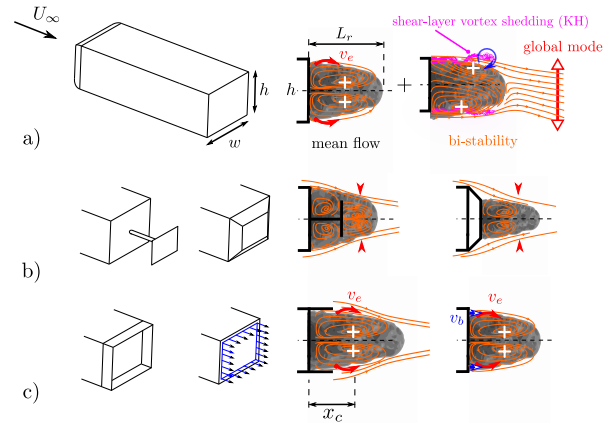 U∞
L_r
shear-layer vortex shedding (KH)
v_e
global mode
h
h
w
a)
mean flow
+
bi-stability
b)
v_e
v_b
v_e
c)
x_c